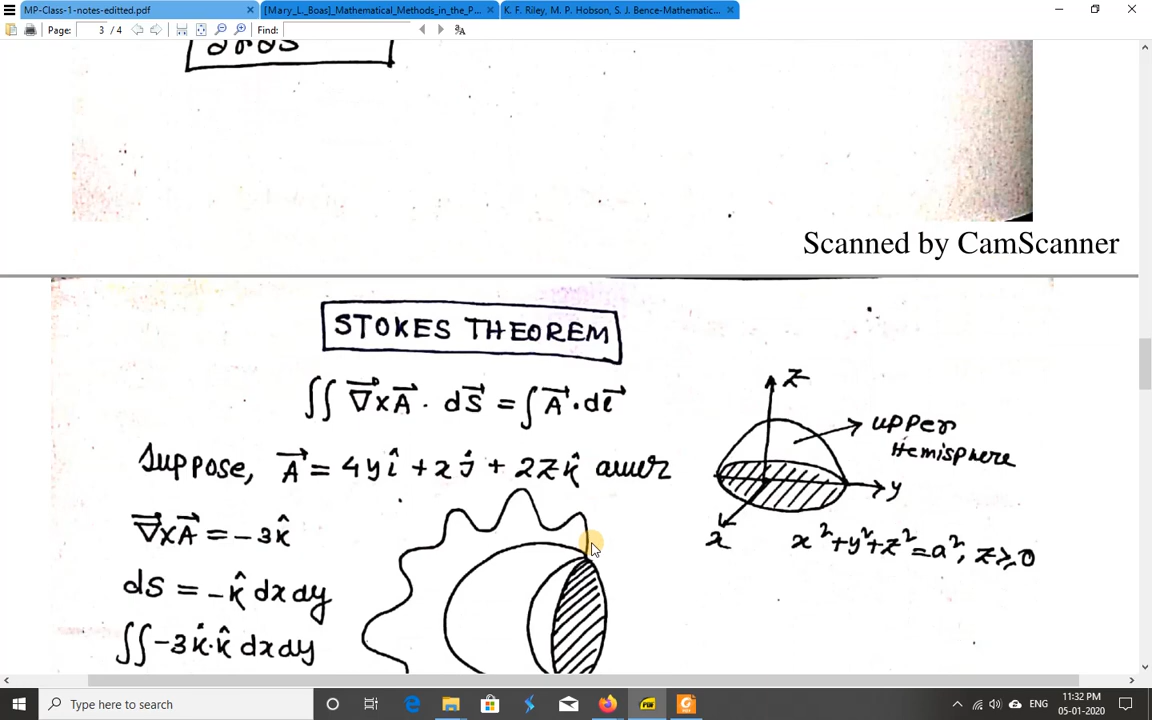 MP-Class-1-notes-editted.pdf
[Mary_L._Boas]_Mathematical_Methods_in_the_P...
K. F. Riley, M. P. Hobson, S. J. Bence-Mathematic...
Page: 3 / 4 Find:
Scanned by CamScanner
STOKES THEOREM
∬ ∇⃗×A⃗ · dS⃗ = ∫A⃗·dl⃗
Suppose, A⃗ = 4yî + xĵ + 2zk̂ over
∇⃗×A⃗ = -3k̂
dS = -k̂ dx dy
∬ -3k̂·k̂ dx dy
z
upper
Hemisphere
y
x
x²+y²+z²=a², z≥0
Type here to search
ENG
11:32 PM
05-01-2020